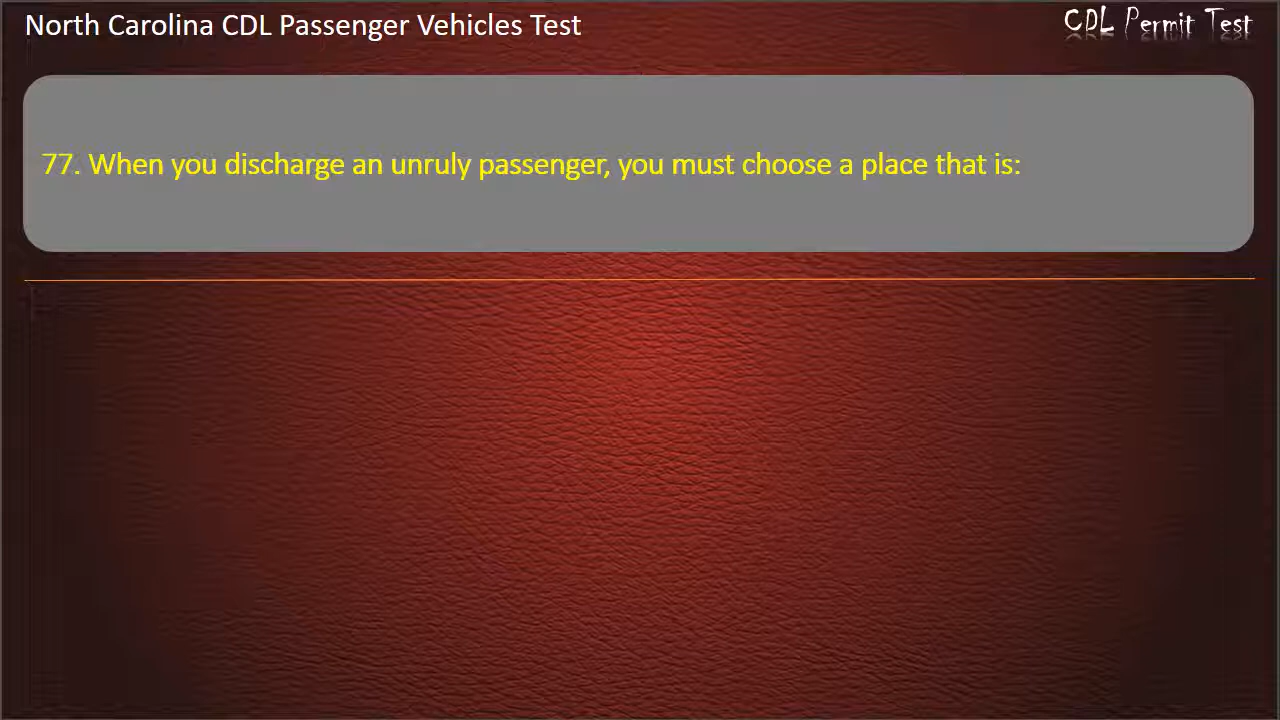 North Carolina CDL Passenger Vehicles Test
CDL Permit Test
77. When you discharge an unruly passenger, you must choose a place that is: